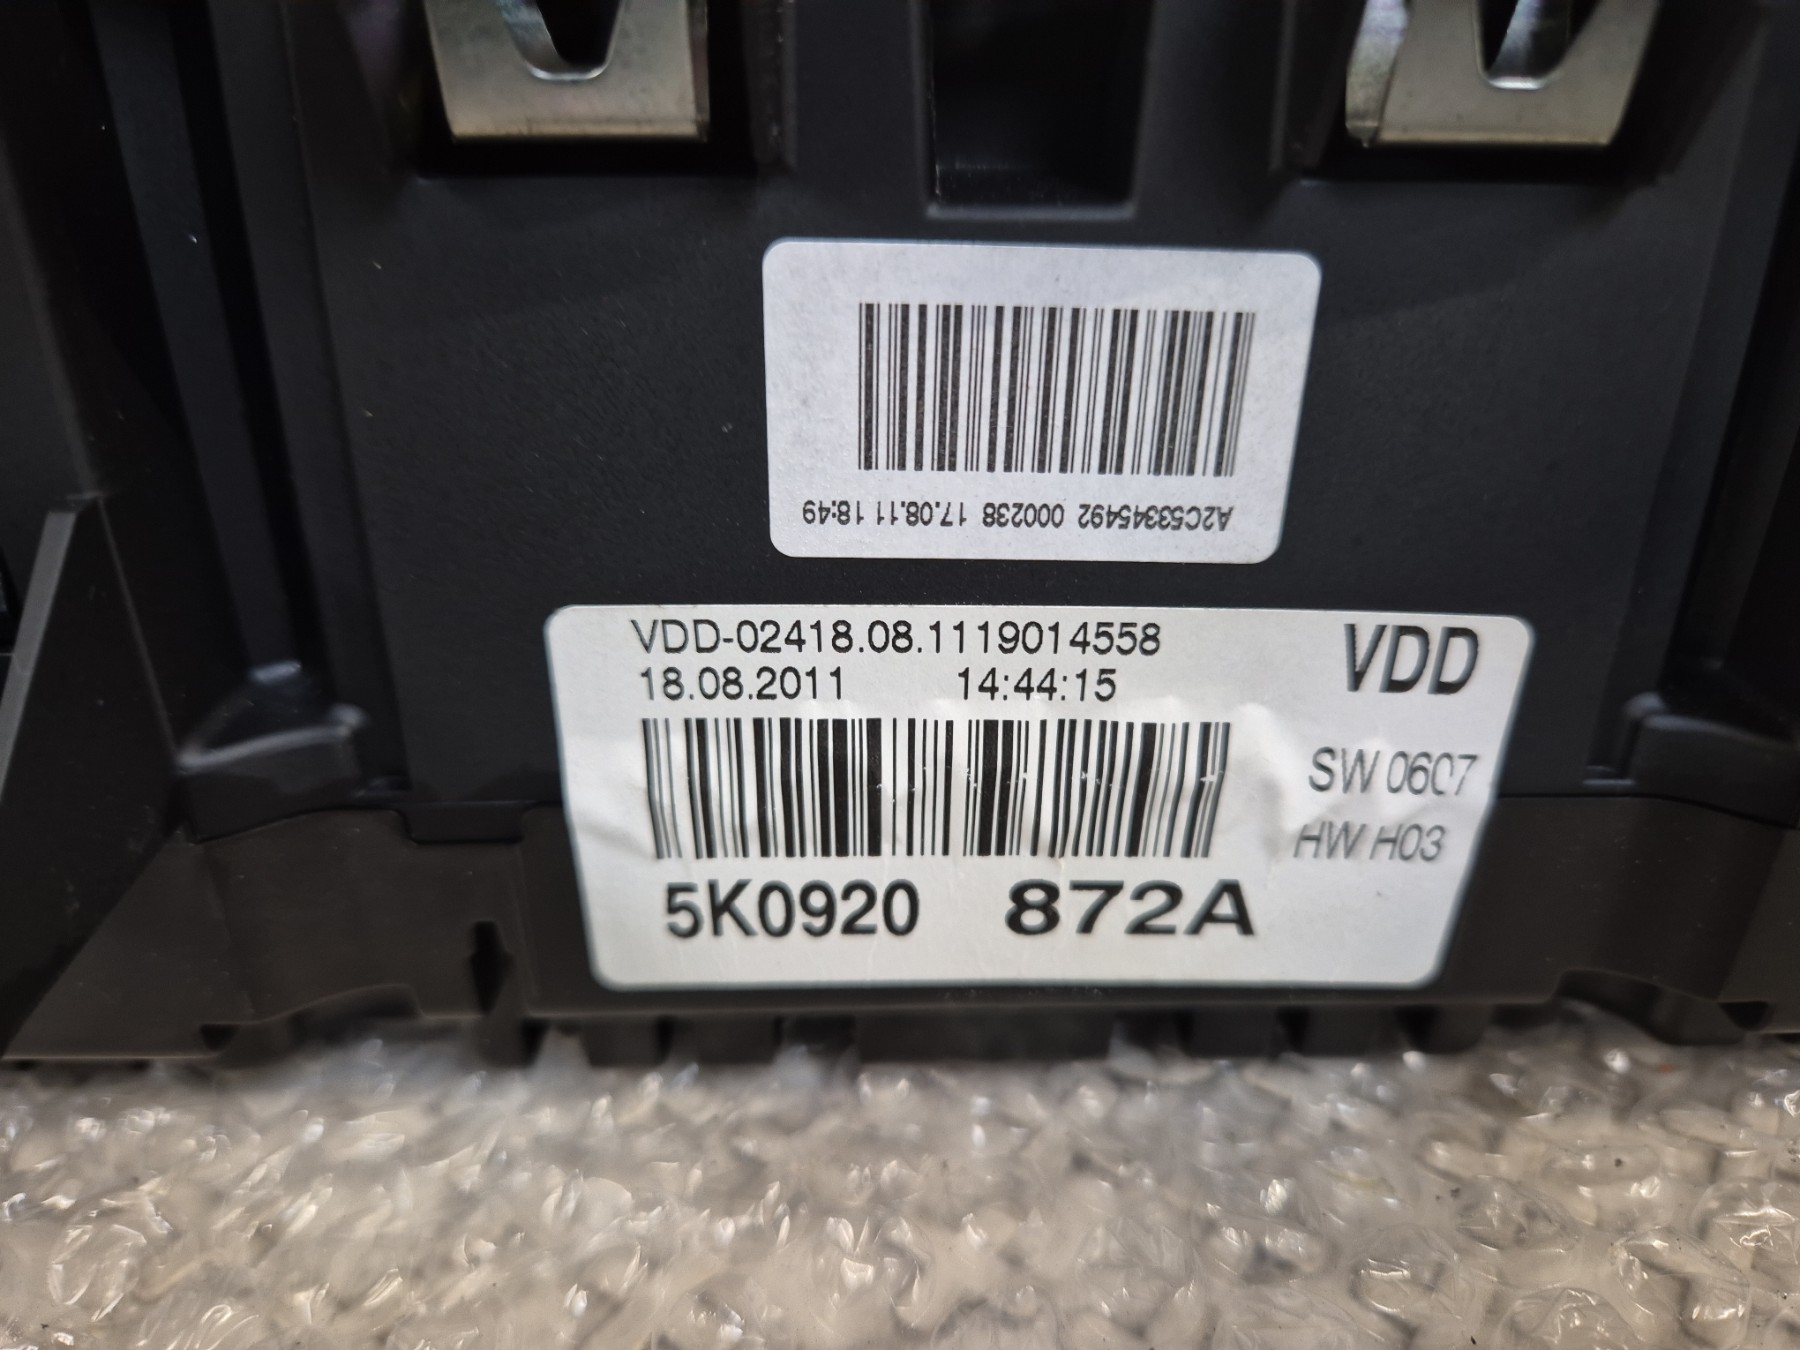 A2C53345492 000238 17.08.11 18:49
VDD-02418.08.1119014558
VDD
18.08.2011 14:44:15
SW 0607
HW H03
5K0920 872A